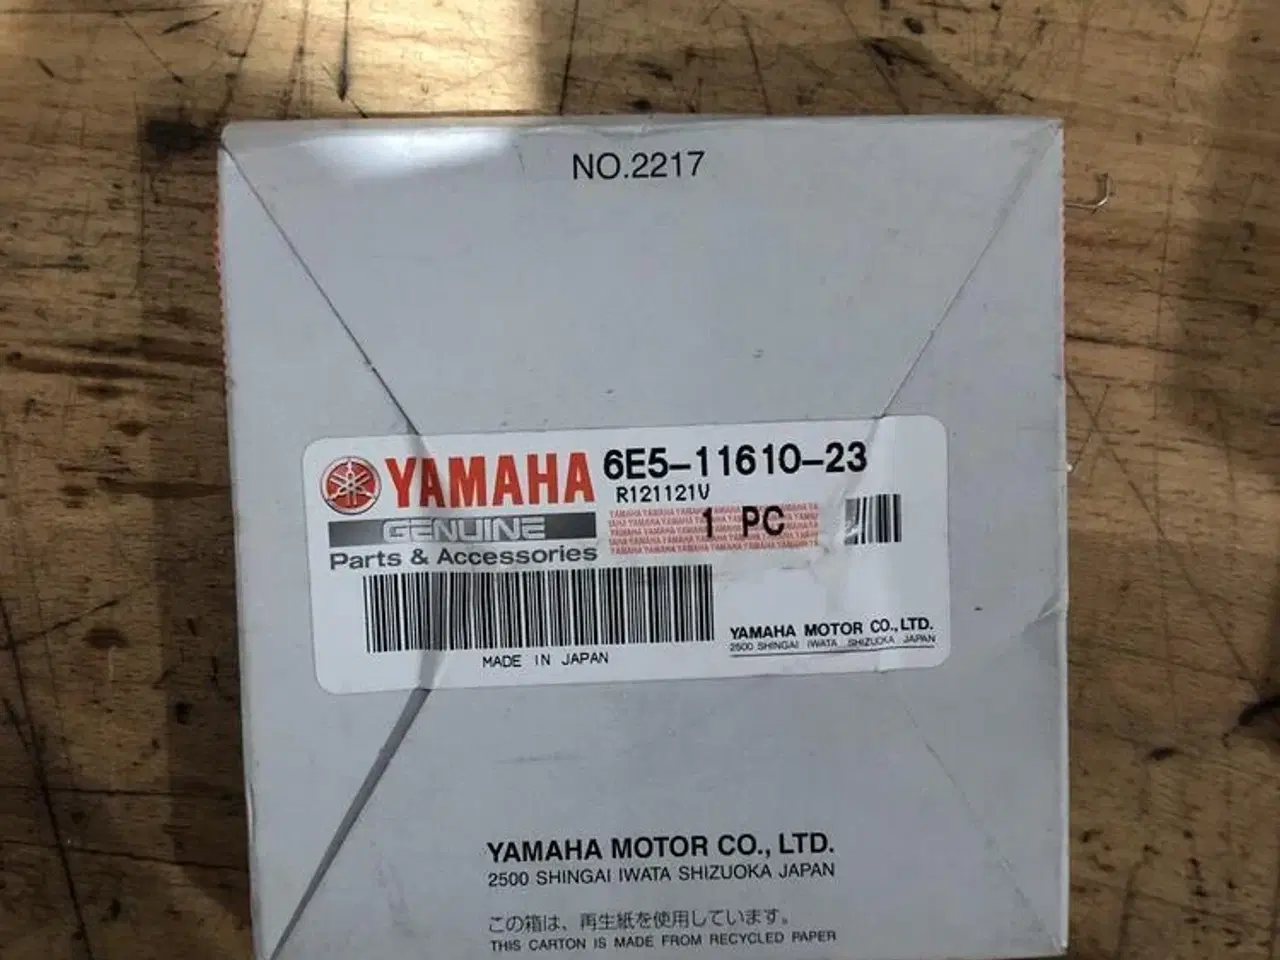 NO.2217
YAMAHA 6E5-11610-23
R121121V
GENUINE
1 PC
Parts & Accessories
YAMAHA MOTOR CO., LTD.
2500 SHINGAI IWATA SHIZUOKA JAPAN
MADE IN JAPAN
YAMAHA MOTOR CO., LTD.
2500 SHINGAI IWATA SHIZUOKA JAPAN
この箱は、再生紙を使用しています。
THIS CARTON IS MADE FROM RECYCLED PAPER